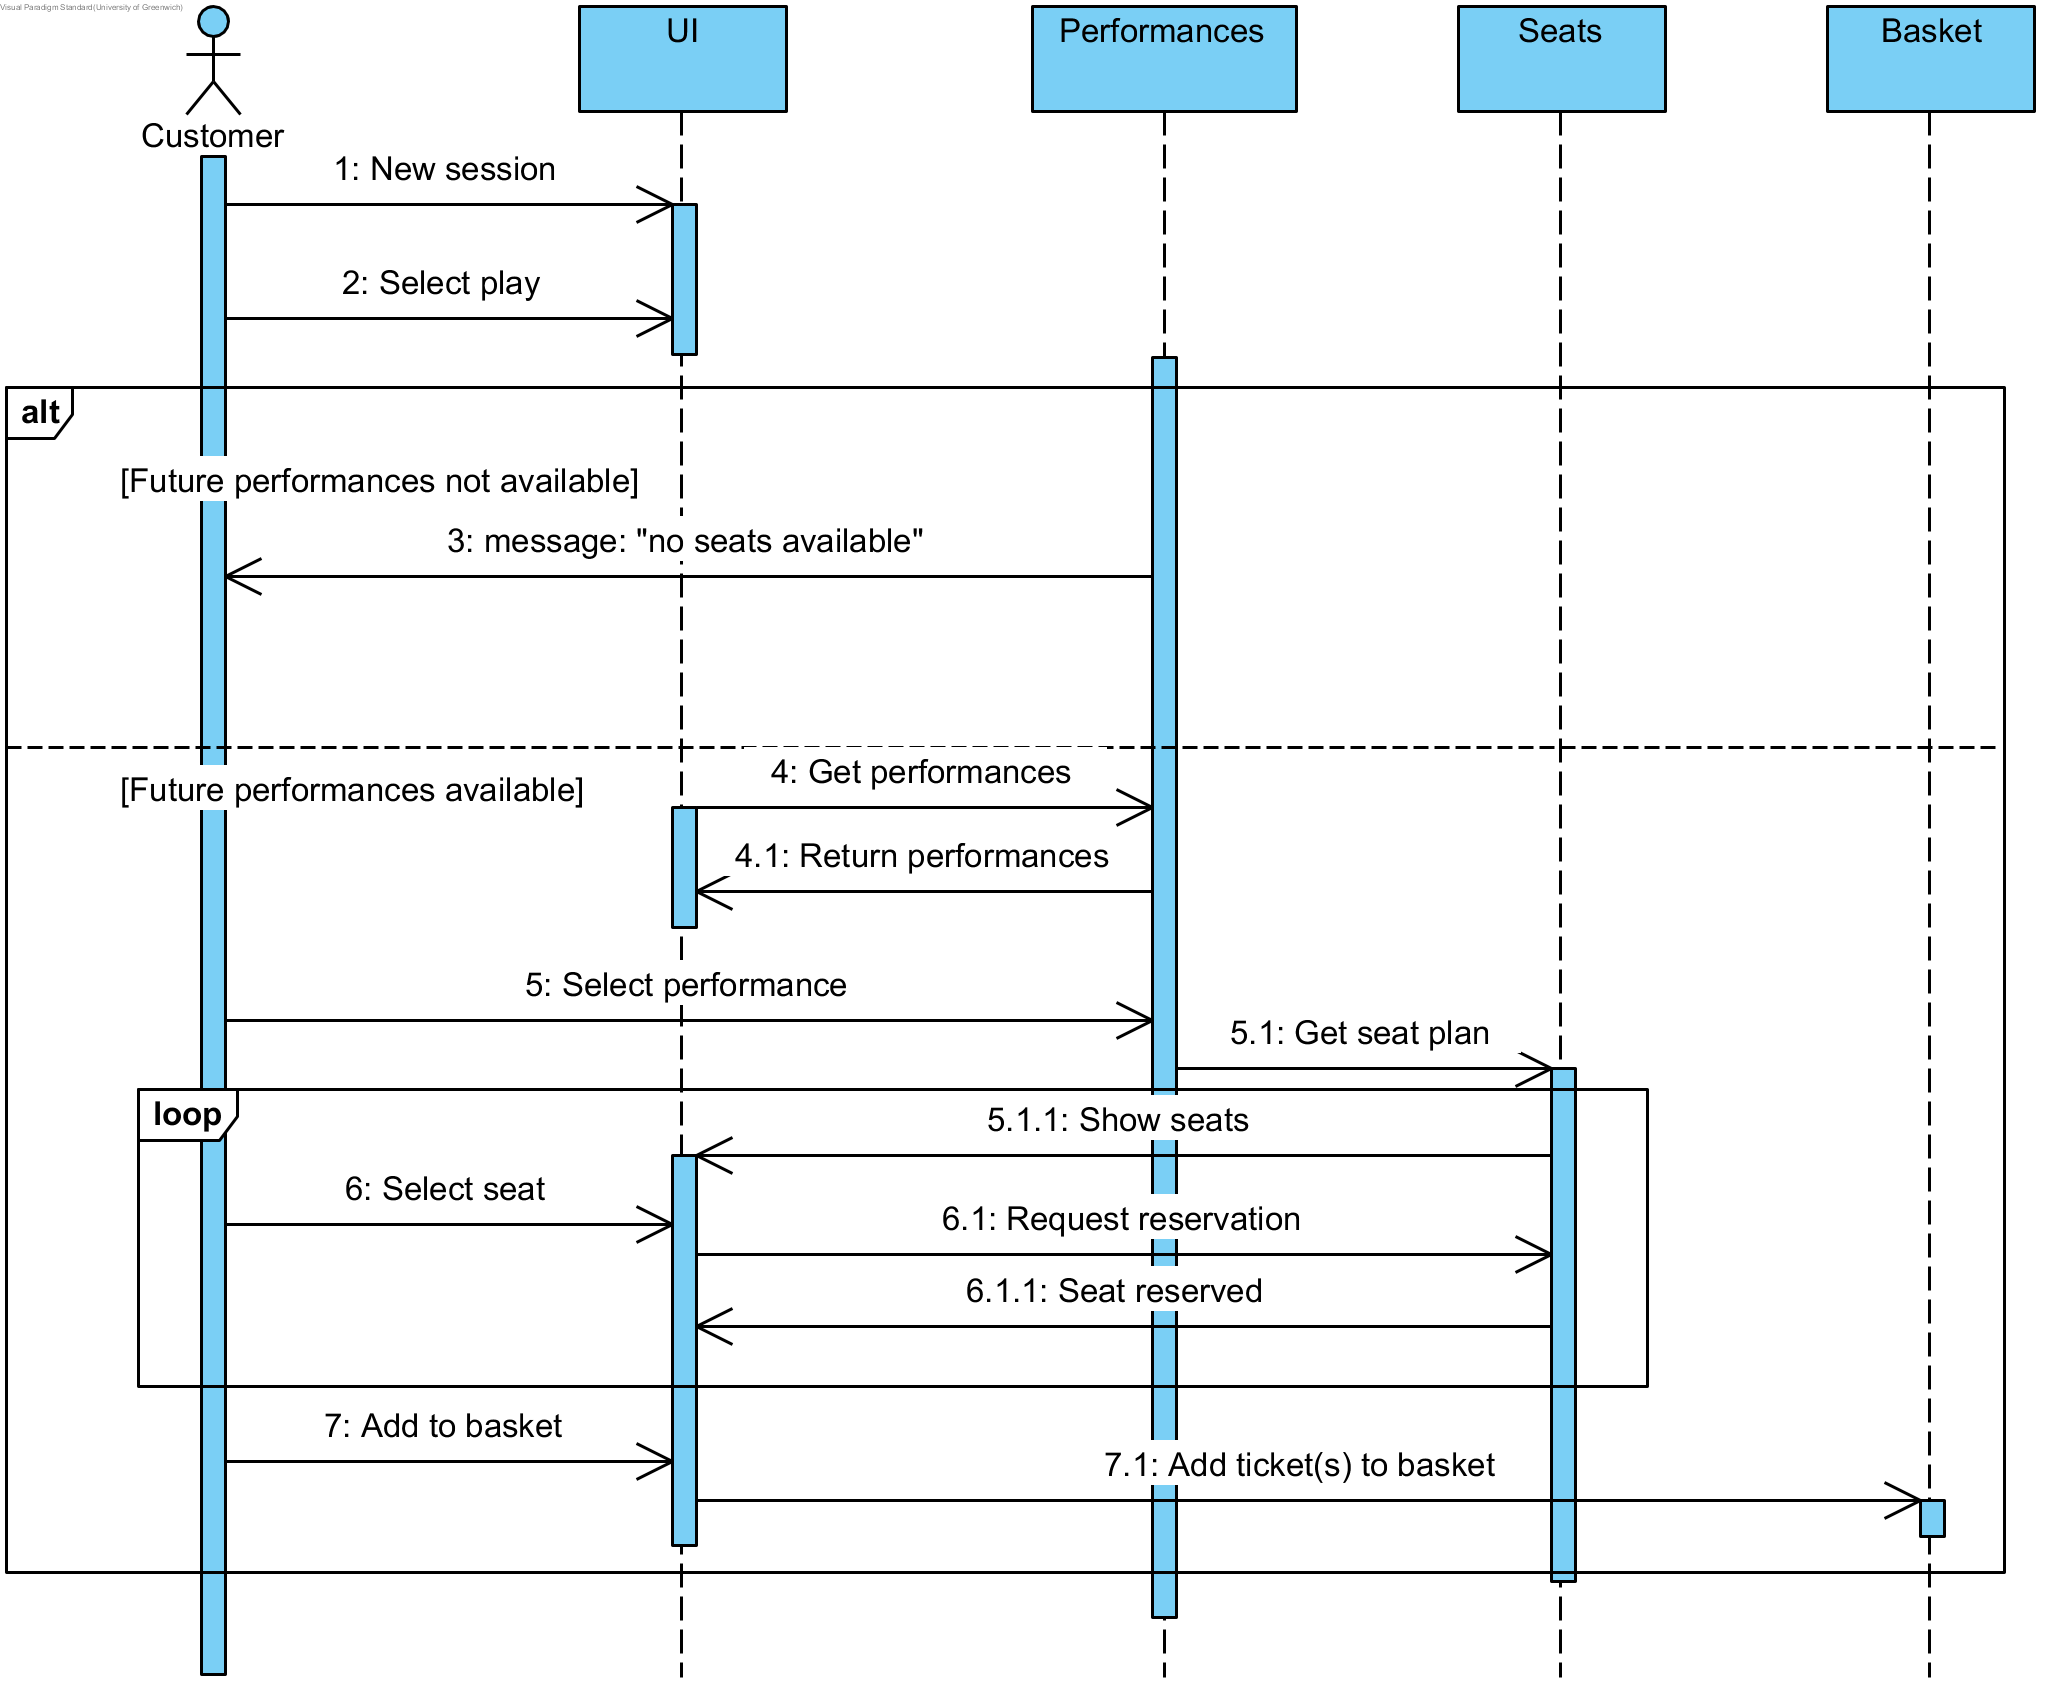 Visual Paradigm Standard(University of Greenwich)
UI
Performances
Seats
Basket
Customer
1: New session
2: Select play
alt
[Future performances not available]
3: message: "no seats available"
4: Get performances
[Future performances available]
4.1: Return performances
5: Select performance
5.1: Get seat plan
loop
5.1.1: Show seats
6: Select seat
6.1: Request reservation
6.1.1: Seat reserved
7: Add to basket
7.1: Add ticket(s) to basket